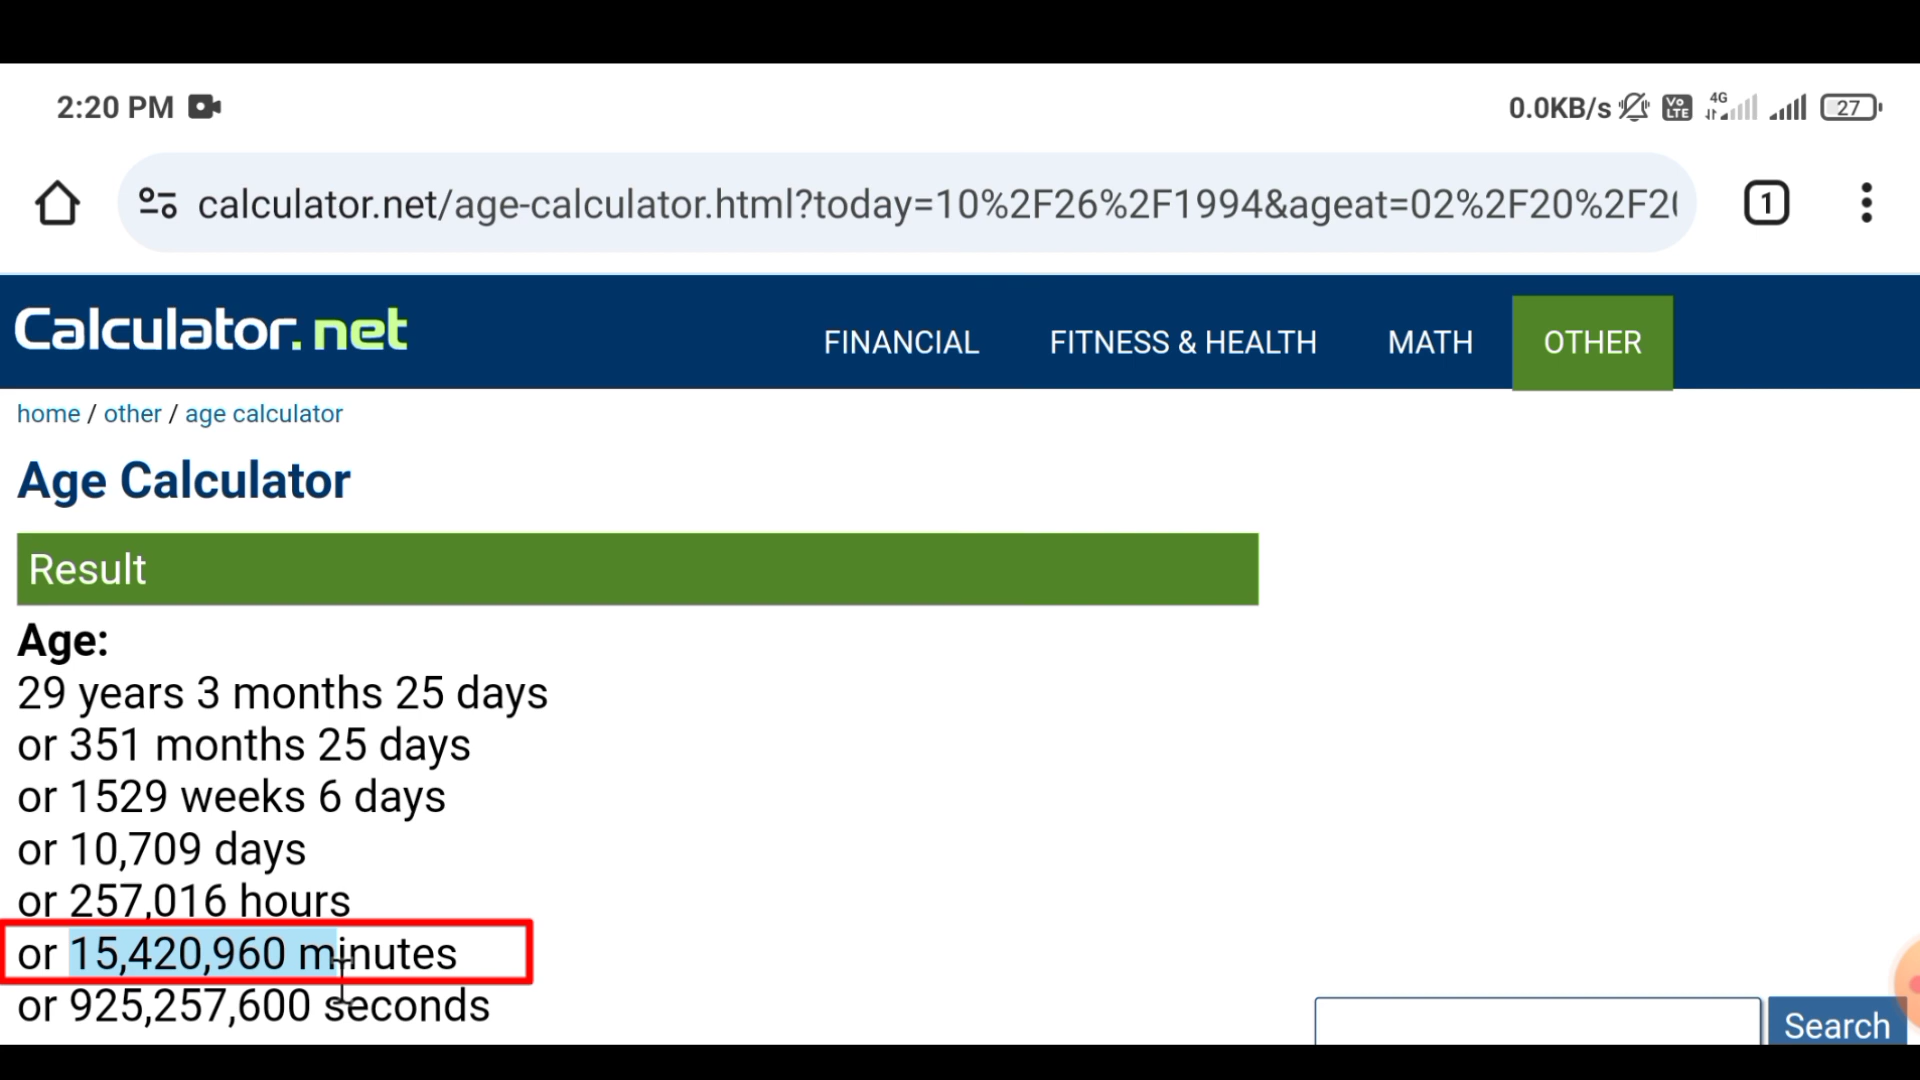 2:20 PM
0.0KB/s Vo LTE 4G 27
calculator.net/age-calculator.html?today=10%2F26%2F1994&ageat=02%2F20%2F2
1
Calculator.net
FINANCIAL FITNESS & HEALTH MATH OTHER
home / other / age calculator
Age Calculator
Result
Age:
29 years 3 months 25 days
or 351 months 25 days
or 1529 weeks 6 days
or 10,709 days
or 257,016 hours
or 15,420,960 minutes
or 925,257,600 seconds
Search